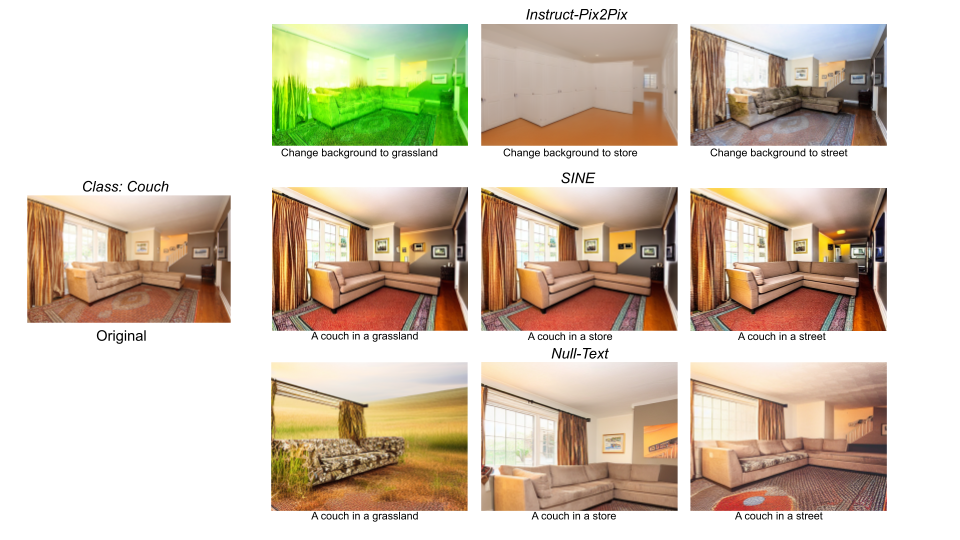 Instruct-Pix2Pix
Change background to grassland
Change background to store
Change background to street
Class: Couch
Original
SINE
A couch in a grassland
A couch in a store
A couch in a street
Null-Text
A couch in a grassland
A couch in a store
A couch in a street